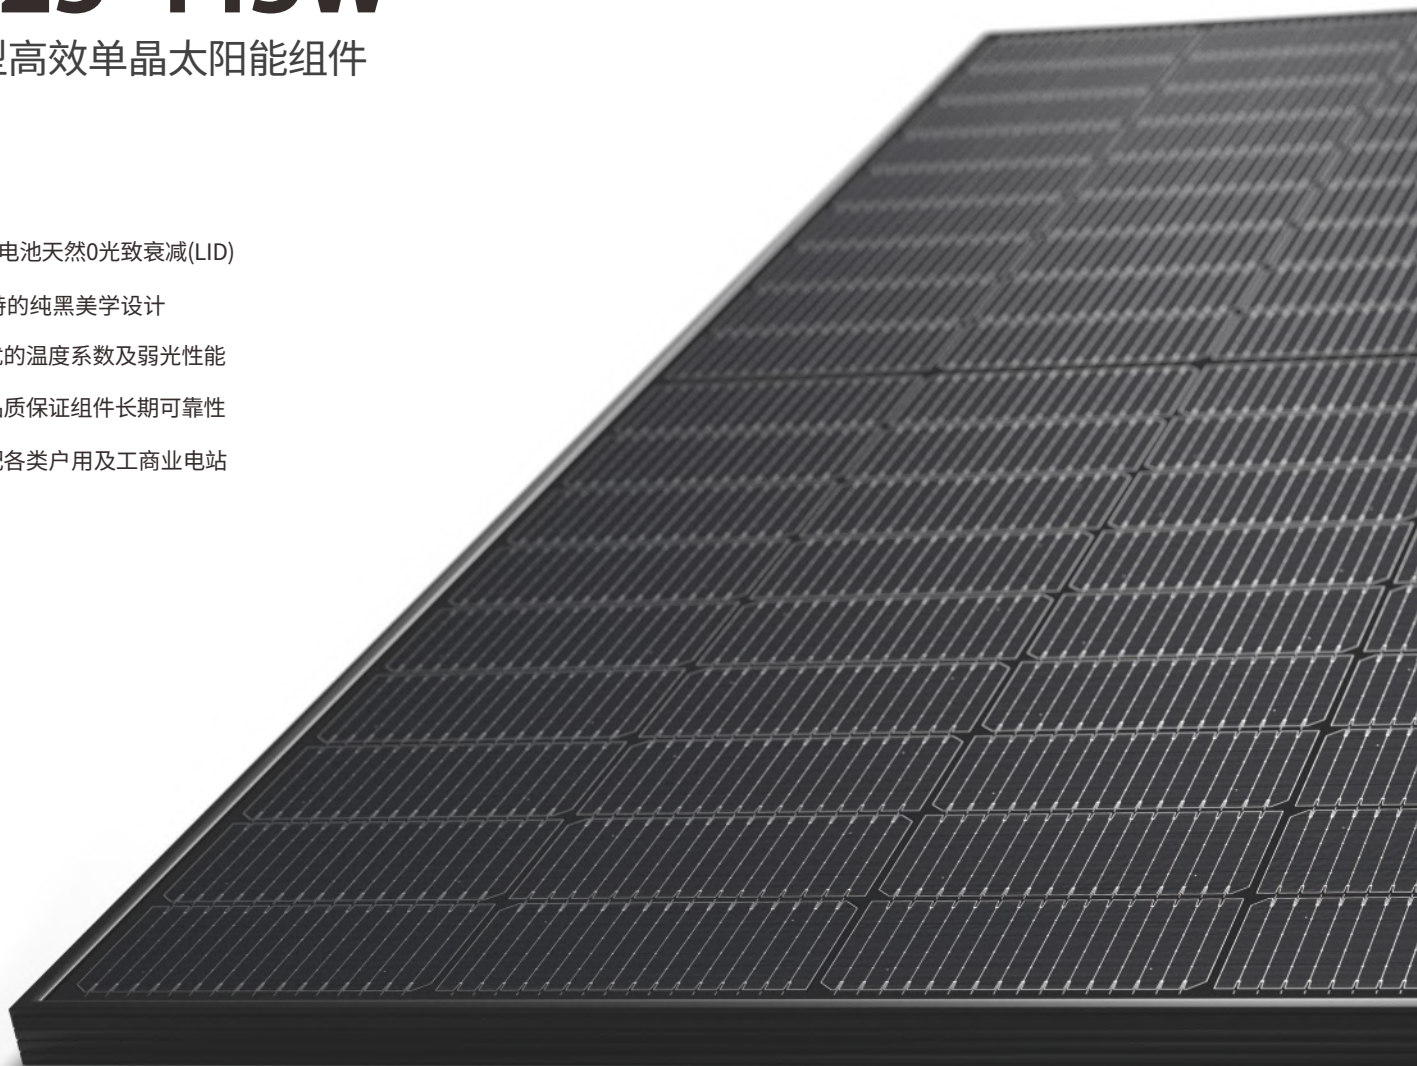 高效单晶太阳能组件
电池天然0光致衰减(LID)
的纯黑美学设计
的温度系数及弱光性能
质保证组件长期可靠性
各类户用及工商业电站